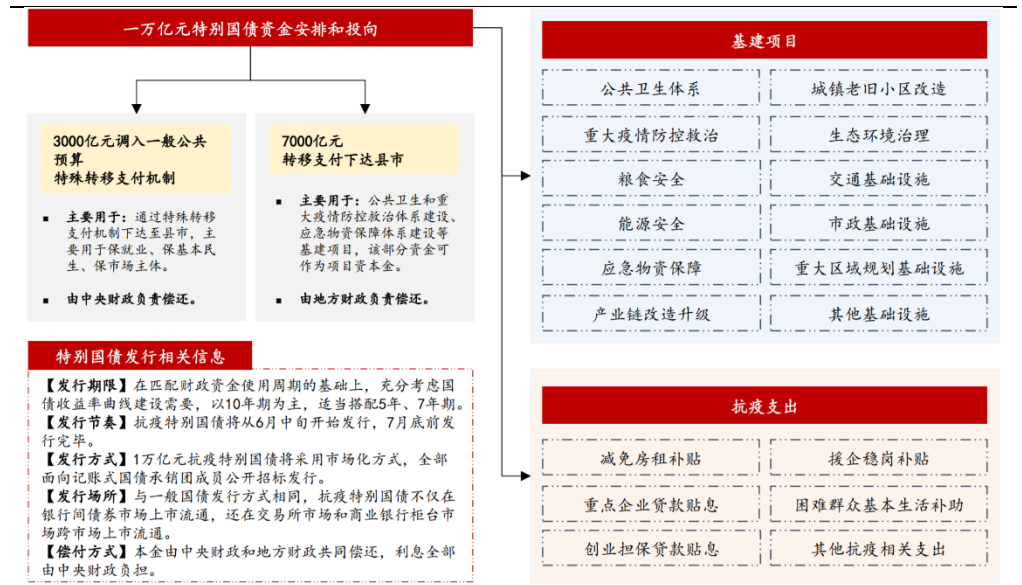 一万亿元特别国债资金安排和投向
3000亿元调入一般公共
预算
特殊转移支付机制
▪ 主要用于：通过特殊转移
支付机制下达至县市，主
要用于保就业、保基本民
生、保市场主体。
▪ 由中央财政负责偿还。
7000亿元
转移支付下达县市
▪ 主要用于：公共卫生和重
大疫情防控救治体系建设、
应急物资保障体系建设等
基建项目，该部分资金可
作为项目资本金。
▪ 由地方财政负责偿还。
特别国债发行相关信息
【发行期限】在匹配财政资金使用周期的基础上，充分考虑国
债收益率曲线建设需要，以10年期为主，适当搭配5年、7年期。
【发行节奏】抗疫特别国债将从6月中旬开始发行，7月底前发
行完毕。
【发行方式】1万亿元抗疫特别国债将采用市场化方式，全部
面向记账式国债承销团成员公开招标发行。
【发行场所】与一般国债发行方式相同，抗疫特别国债不仅在
银行间债券市场上市流通，还在交易所市场和商业银行柜台市
场跨市场上市流通。
【偿付方式】本金由中央财政和地方财政共同偿还，利息全部
由中央财政负担。
基建项目
公共卫生体系
城镇老旧小区改造
重大疫情防控救治
生态环境治理
粮食安全
交通基础设施
能源安全
市政基础设施
应急物资保障
重大区域规划基础设施
产业链改造升级
其他基础设施
抗疫支出
减免房租补贴
援企稳岗补贴
重点企业贷款贴息
困难群众基本生活补助
创业担保贷款贴息
其他抗疫相关支出